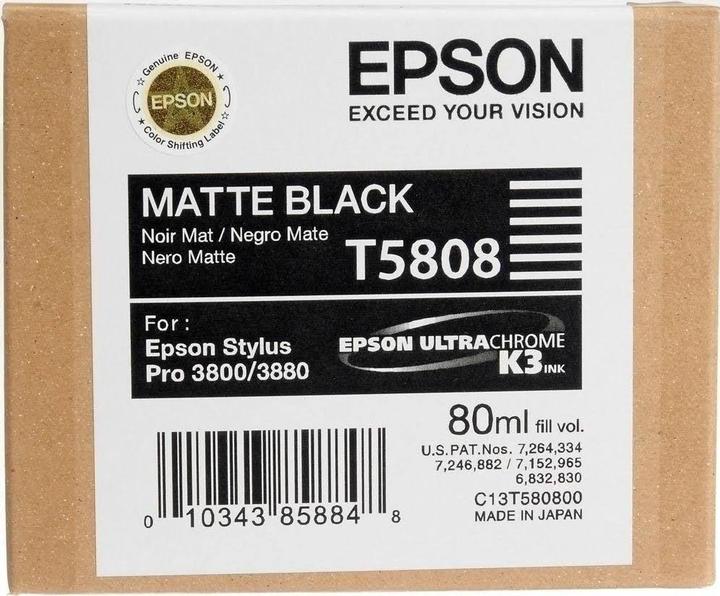 Genuine EPSON
EPSON
Color Shifting Label
EPSON
EXCEED YOUR VISION
MATTE BLACK
Noir Mat / Negro Mate
Nero Matte
T5808
For :
Epson Stylus
Pro 3800/3880
EPSON ULTRACHROME
K3 INK
80ml fill vol.
U.S.PAT.Nos. 7,264,334
7,246,882 / 7,152,965
6,832,830
C13T580800
MADE IN JAPAN
0 10343 85884 8